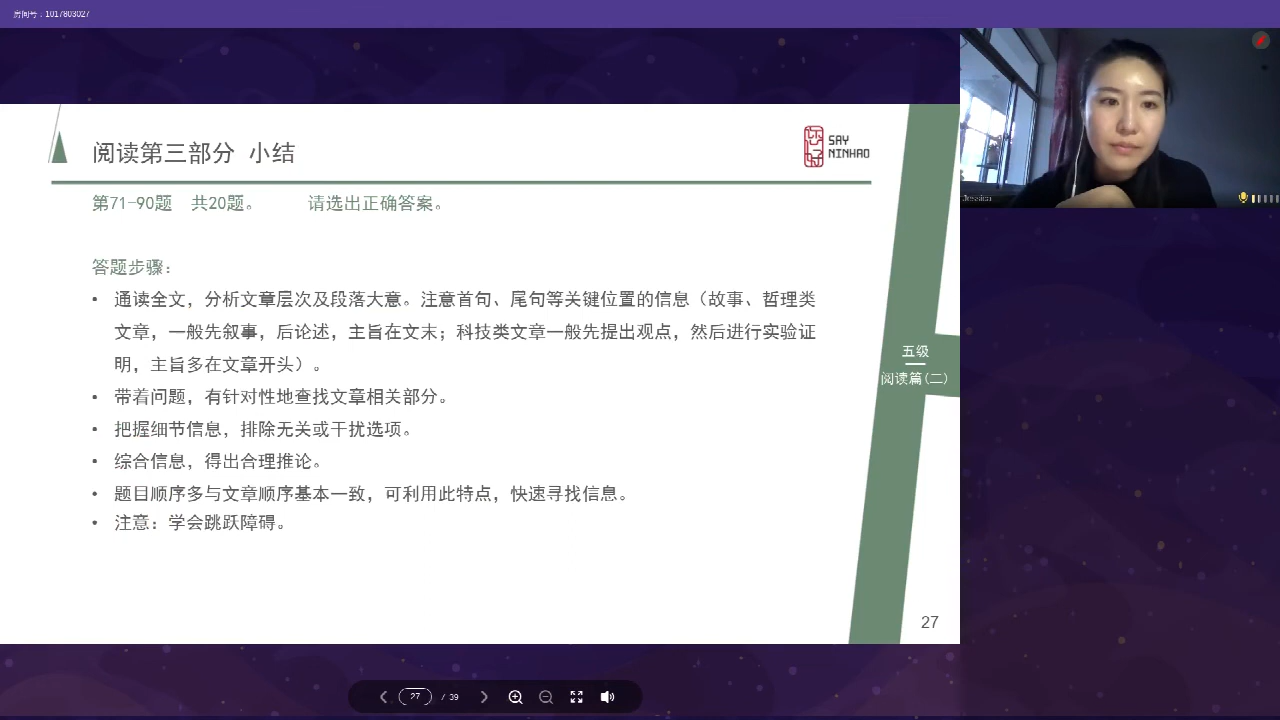 房间号：1017803027
阅读第三部分 小结
SAY
NINHAO
第71-90题 共20题。 请选出正确答案。
答题步骤：
• 通读全文，分析文章层次及段落大意。注意首句、尾句等关键位置的信息（故事、哲理类
文章，一般先叙事，后论述，主旨在文末；科技类文章一般先提出观点，然后进行实验证
明，主旨多在文章开头）。
• 带着问题，有针对性地查找文章相关部分。
• 把握细节信息，排除无关或干扰选项。
• 综合信息，得出合理推论。
• 题目顺序多与文章顺序基本一致，可利用此特点，快速寻找信息。
• 注意：学会跳跃障碍。
五级
阅读篇(二)
27
Jessica
27 / 39